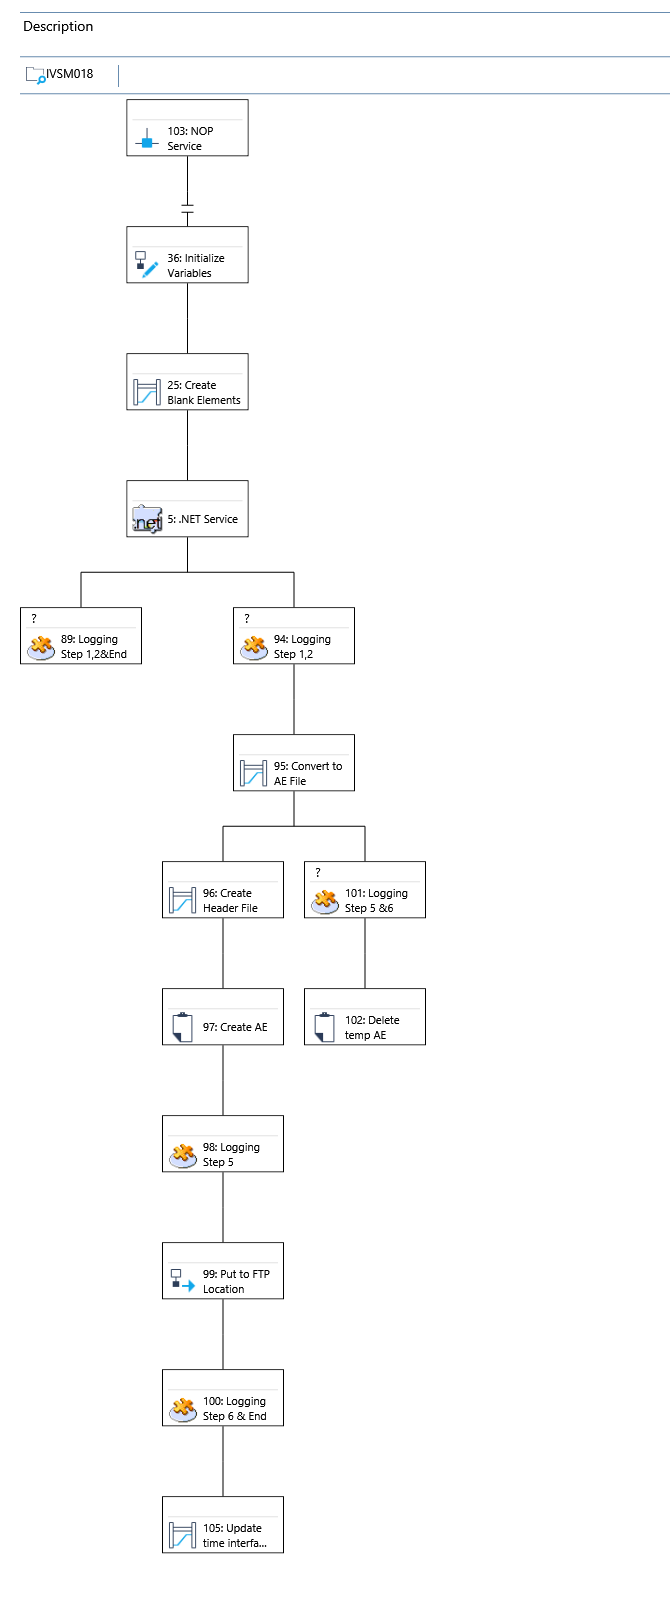 Description
IVSM018
103: NOP
Service
36: Initialize
Variables
25: Create
Blank Elements
.net
5: .NET Service
?
89: Logging
Step 1,2&End
?
94: Logging
Step 1,2
95: Convert to
AE File
96: Create
Header File
?
101: Logging
Step 5 &6
97: Create AE
102: Delete
temp AE
98: Logging
Step 5
99: Put to FTP
Location
100: Logging
Step 6 & End
105: Update
time interfa...